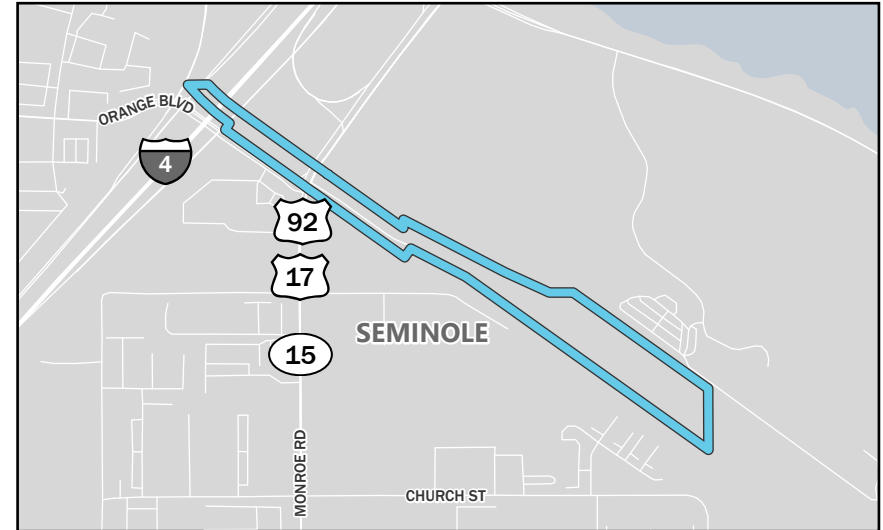 ORANGE BLVD
4
92
17
SEMINOLE
15
MONROE RD
CHURCH ST